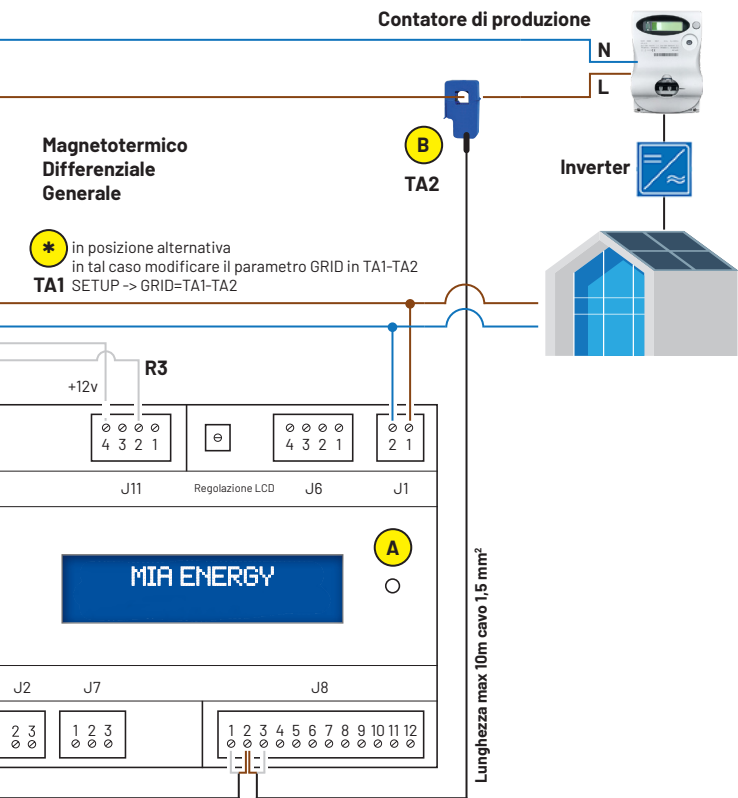 Contatore di produzione
N
L
Magnetotermico
Differenziale
Generale
B
TA2
Inverter
✱ in posizione alternativa
in tal caso modificare il parametro GRID in TA1-TA2
TA1 SETUP -> GRID=TA1-TA2
R3
+12v
4 3 2 1
4 3 2 1
2 1
J11
Regolazione LCD
J6
J1
A
MIA ENERGY
Lunghezza max 10m cavo 1,5 mm²
J2
J7
J8
2 3
1 2 3
1 2 3 4 5 6 7 8 9 10 11 12